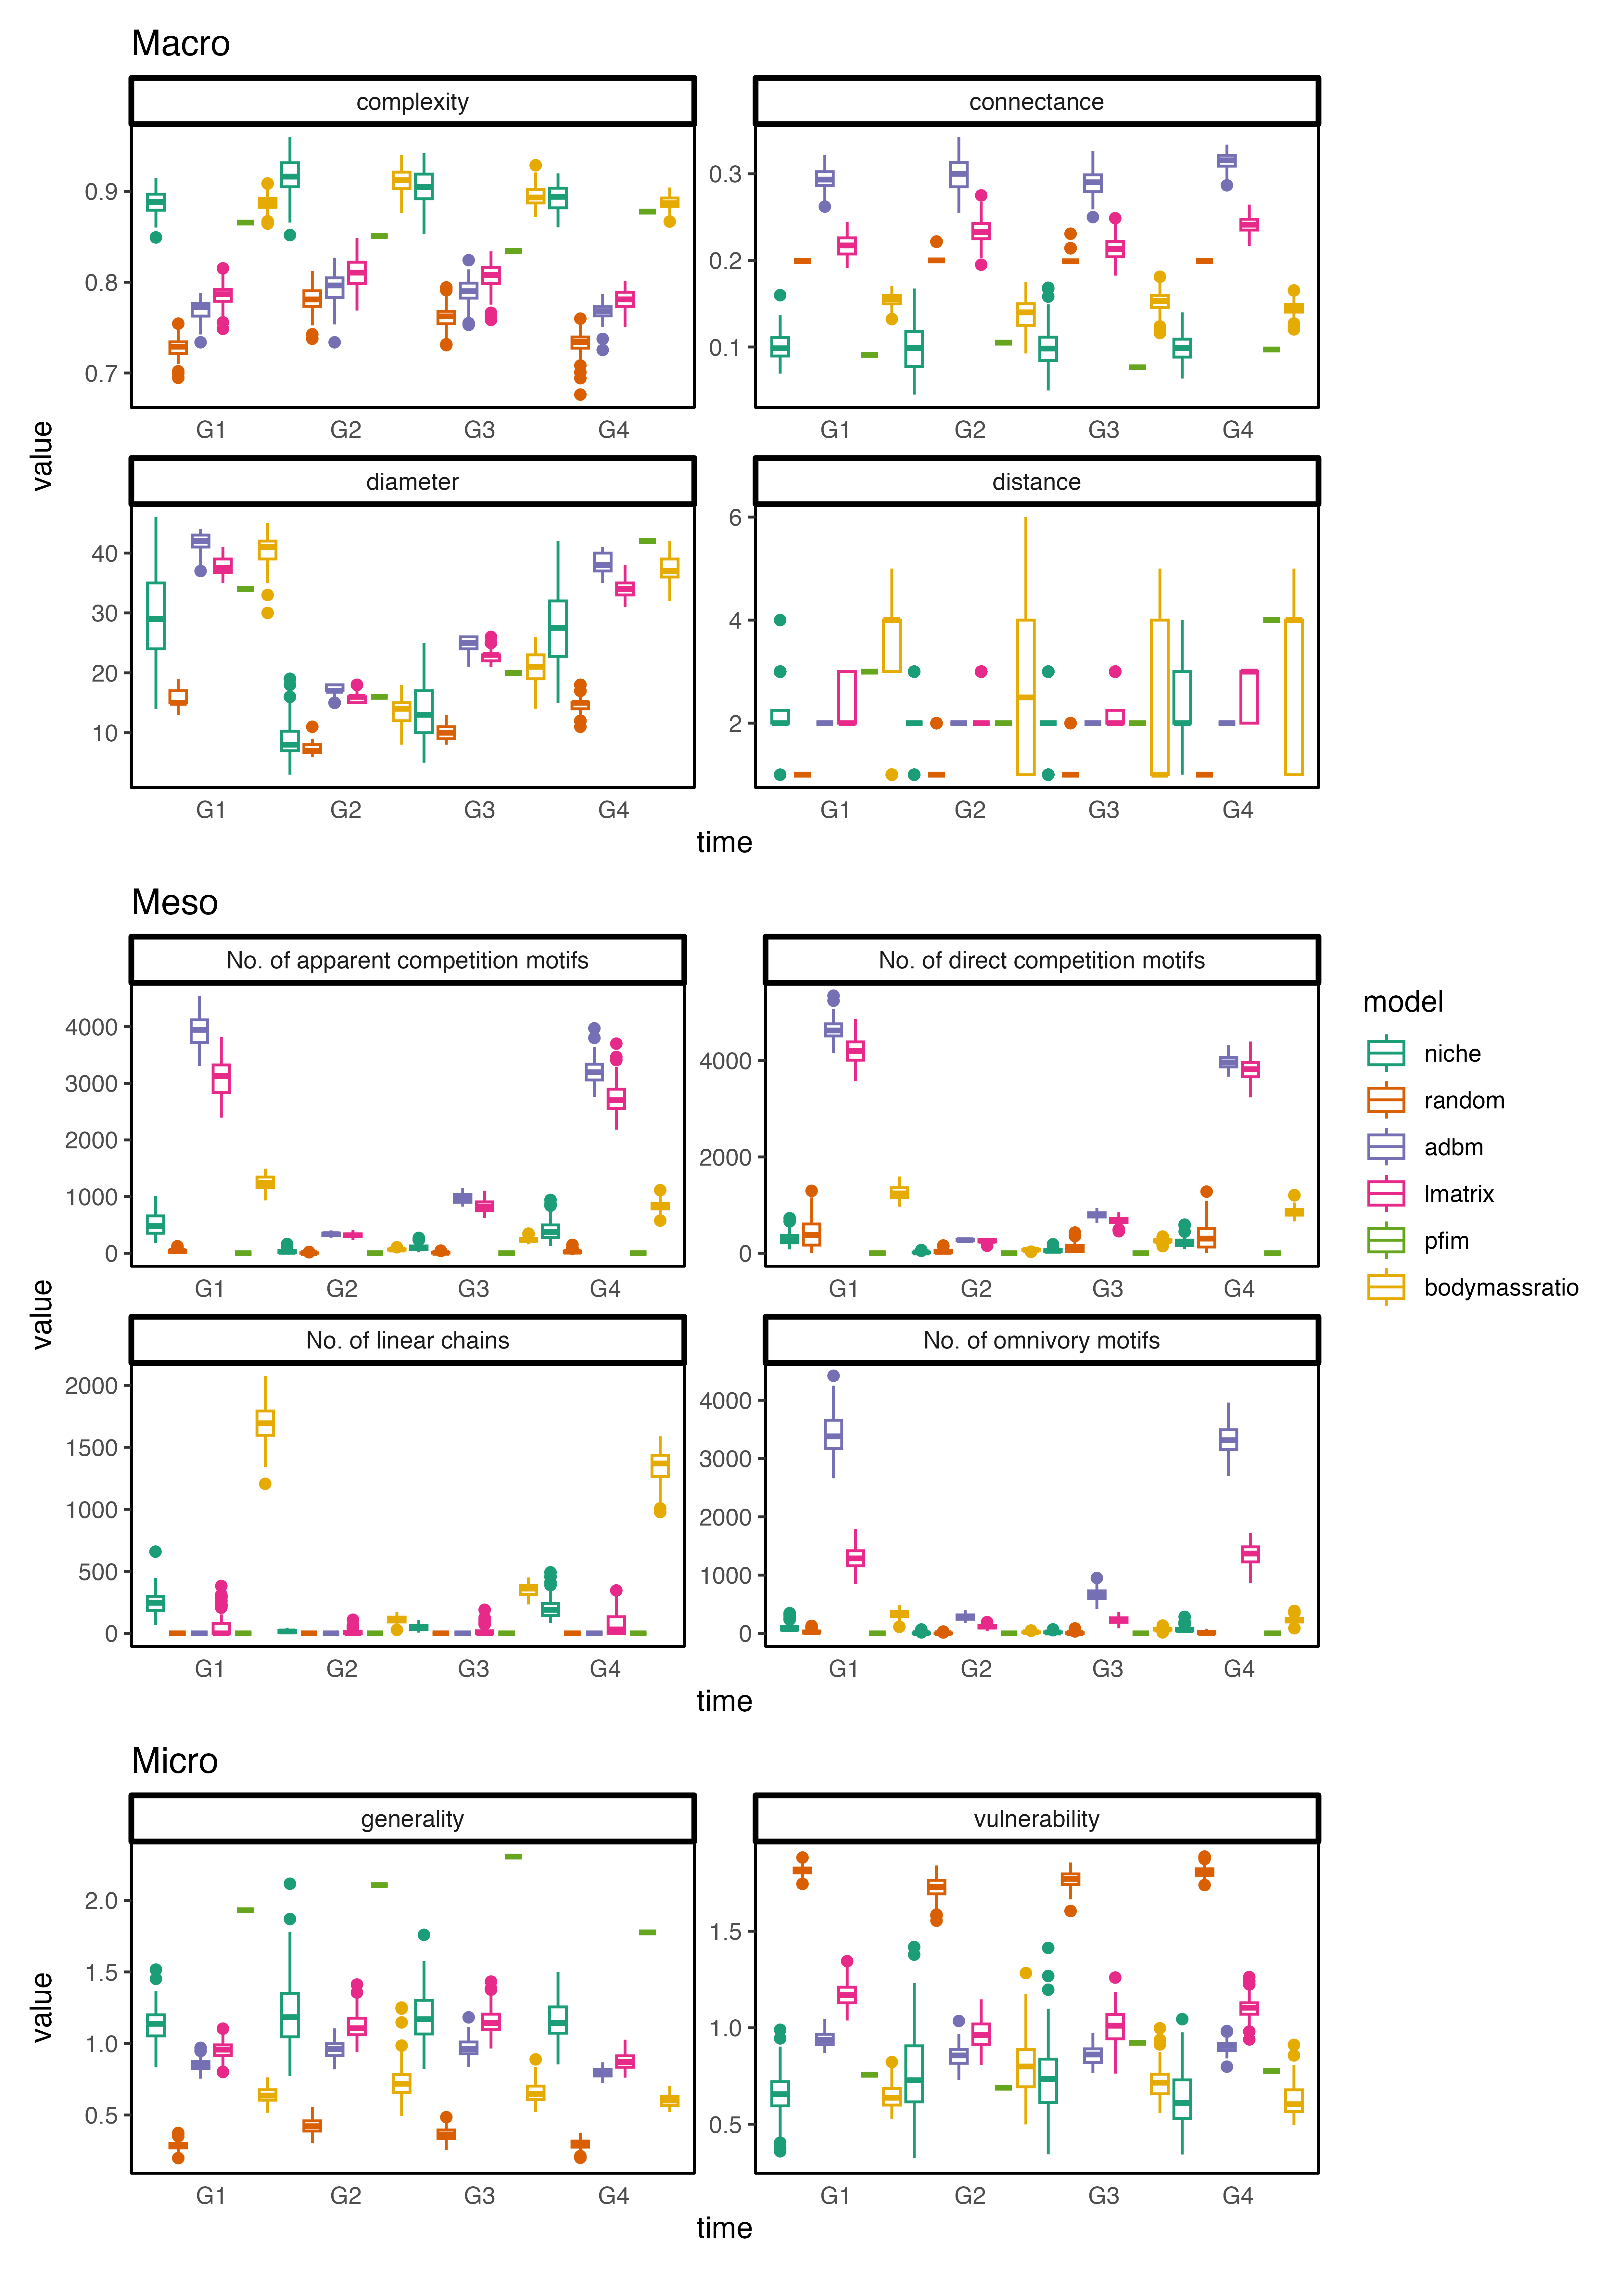 Macro
complexity
connectance
0.9
0.8
0.7
0.3
0.2
0.1
G1 G2 G3 G4
G1 G2 G3 G4
value
diameter
distance
40
30
20
10
6
4
2
G1 G2 G3 G4
G1 G2 G3 G4
time
Meso
No. of apparent competition motifs
No. of direct competition motifs
4000
3000
2000
1000
0
4000
2000
0
G1 G2 G3 G4
G1 G2 G3 G4
value
No. of linear chains
No. of omnivory motifs
2000
1500
1000
500
0
4000
3000
2000
1000
0
G1 G2 G3 G4
G1 G2 G3 G4
time
model
niche
random
adbm
lmatrix
pfim
bodymassratio
Micro
generality
vulnerability
value
2.0
1.5
1.0
0.5
1.5
1.0
0.5
G1 G2 G3 G4
G1 G2 G3 G4
time